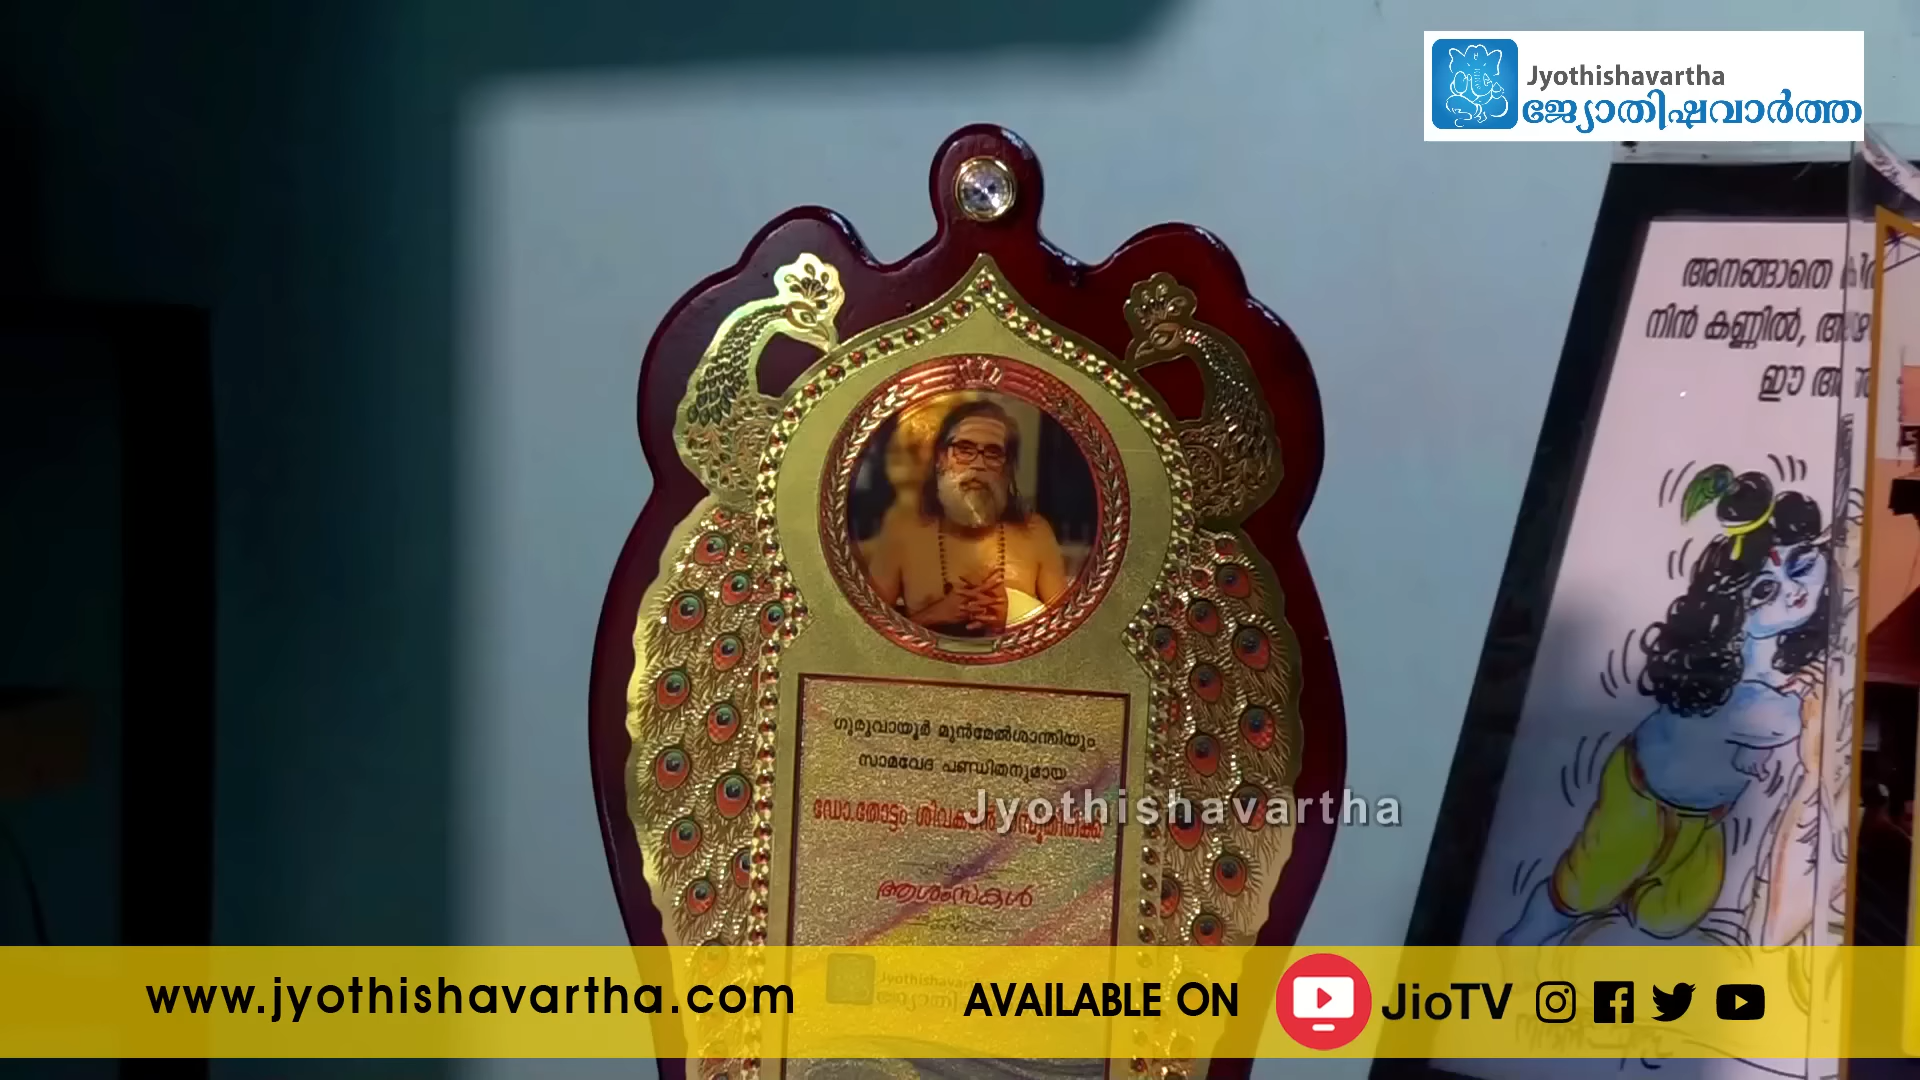 Jyothishavartha
ജ്യോതിഷവാർത്ത
അനങ്ങാതെ
നിൻ കണ്ണിൽ,
ഈ
ഗുരുവായൂർ മുൻമേൽശാന്തിയും
സാമവേദ പണ്ഡിതനുമായ
ഡോ.തോട്ടം
ആശംസകൾ
Jyothishavartha
Jyothishavartha
www.jyothishavartha.com
AVAILABLE ON
JioTV